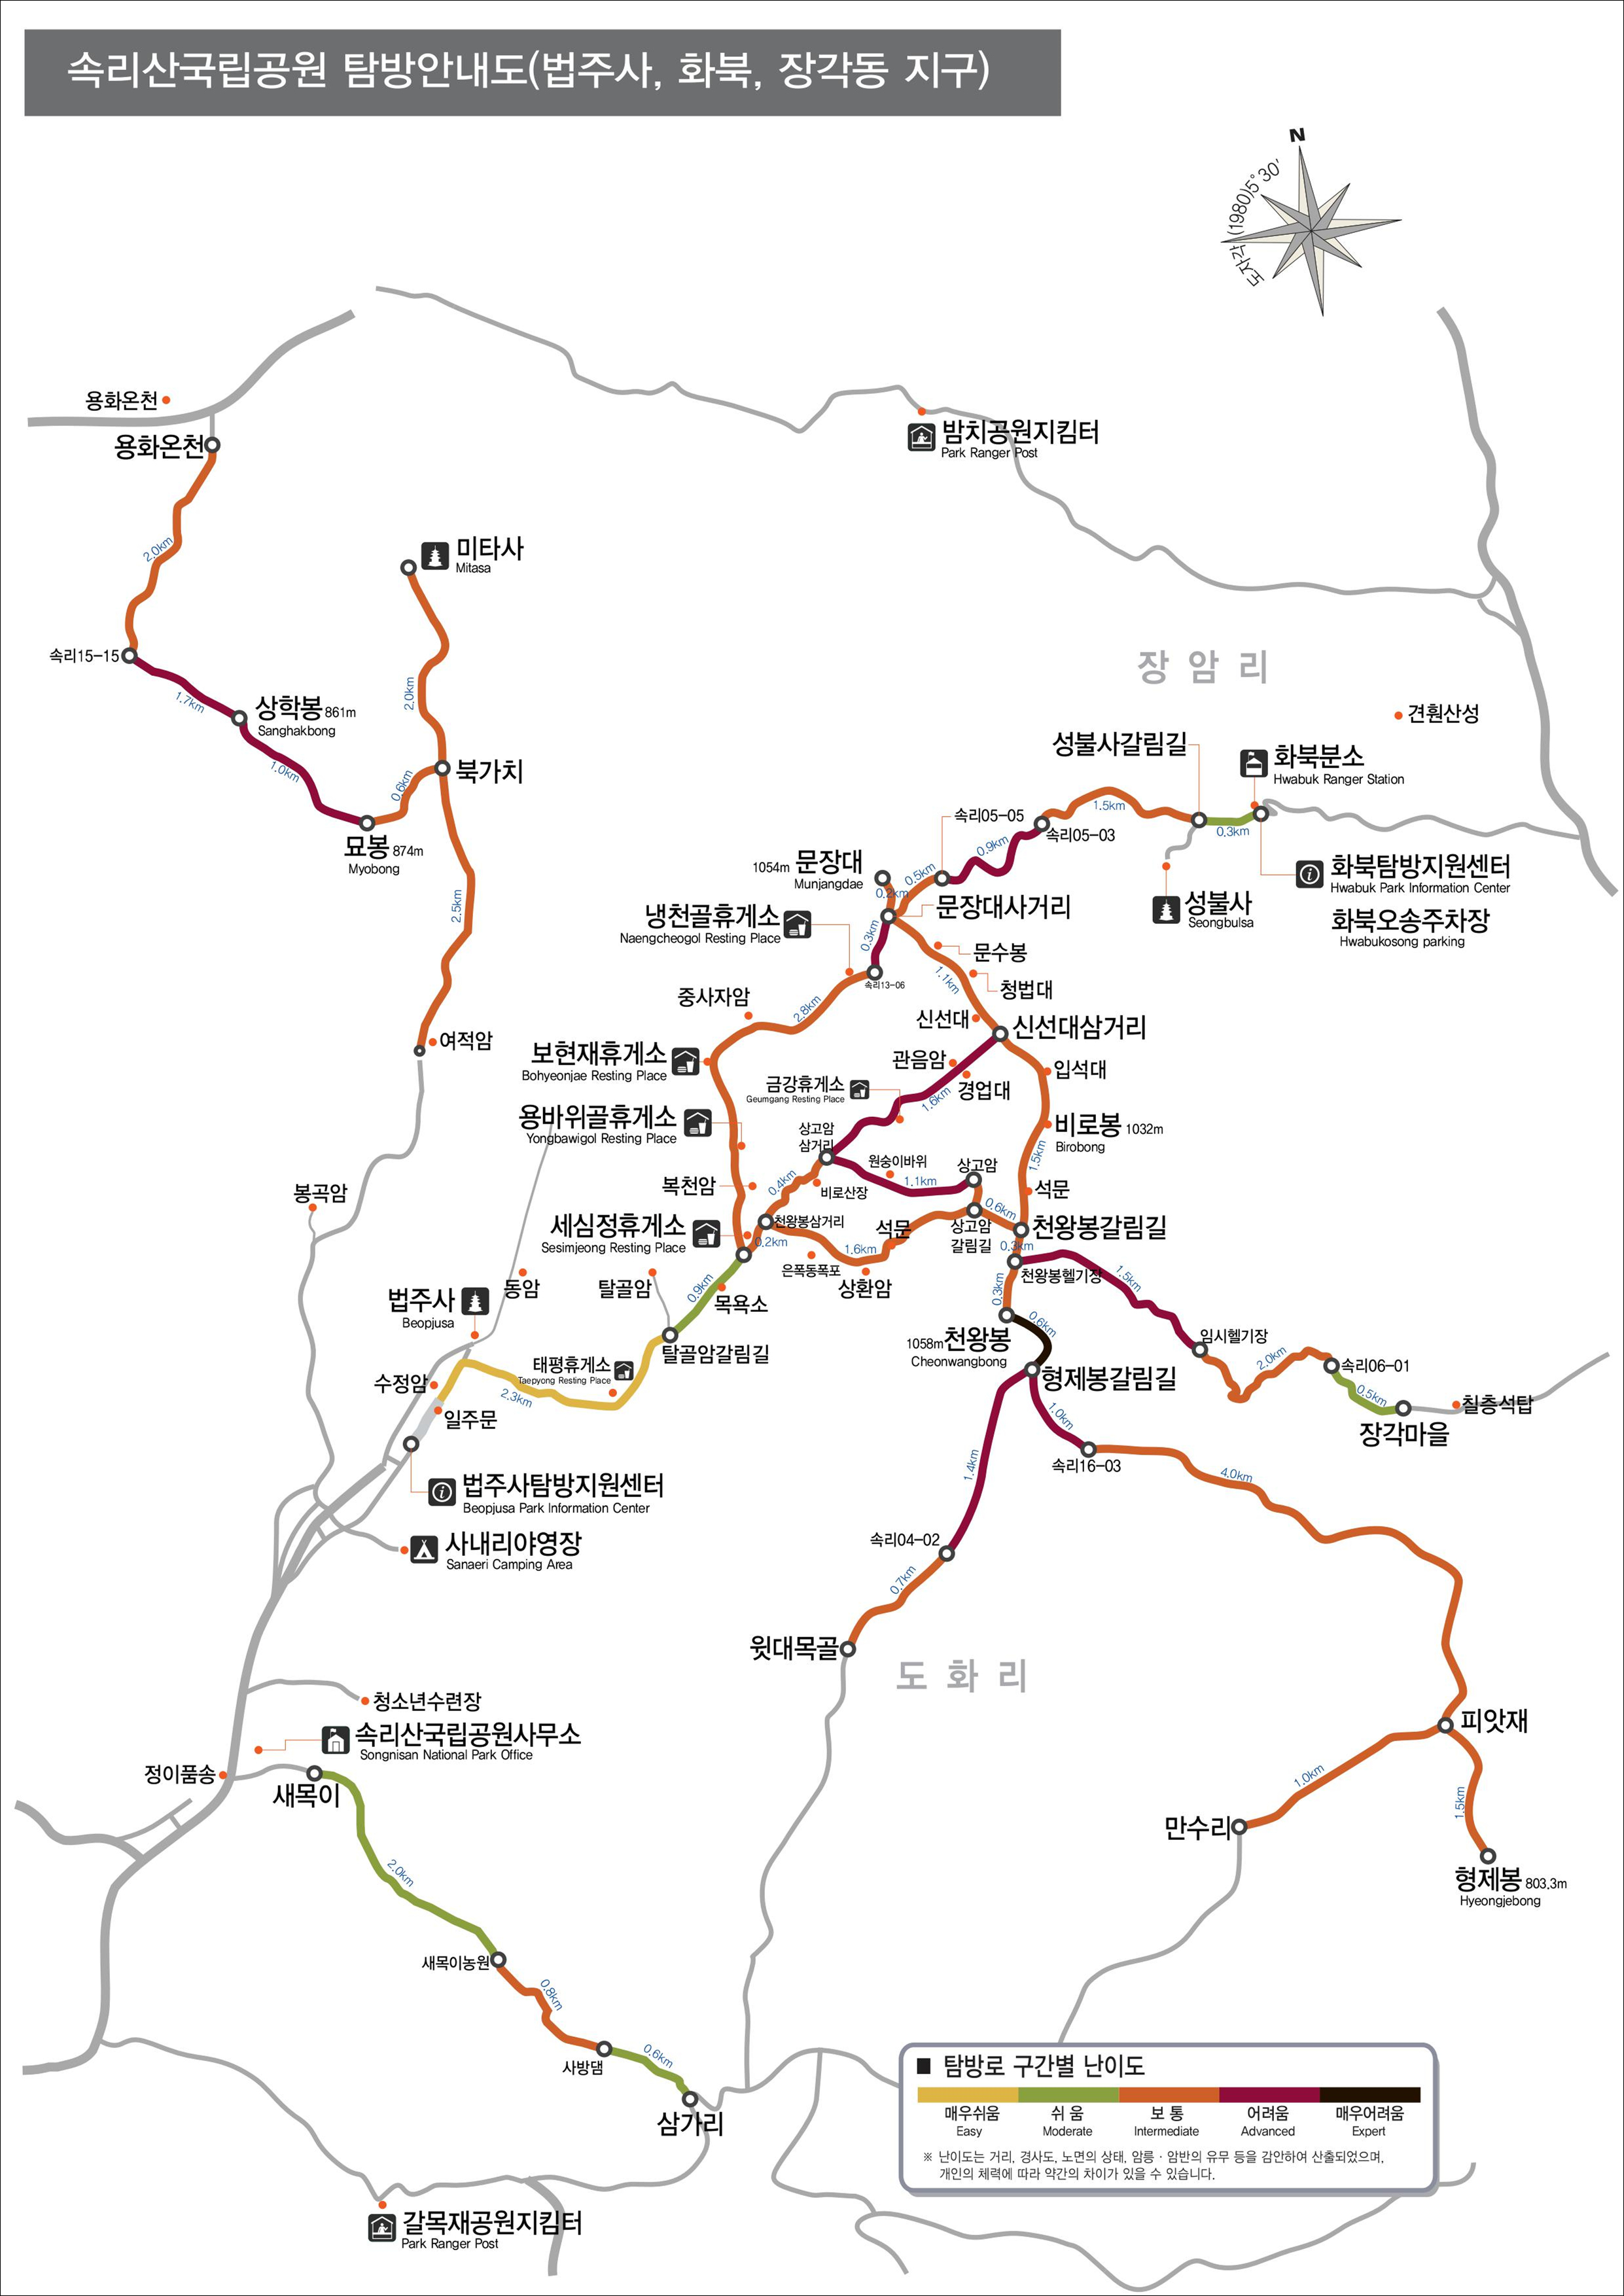 속리산국립공원 탐방안내도(법주사, 화북, 장각동 지구)
N
도자각(1980)5°30′
용화온천
용화온천
밤치공원지킴터
Park Ranger Post
2.0km
미타사
Mitasa
속리15-15
1.7km
상학봉 861m
Sanghakbong
2.0km
1.0km
0.6km
북가치
묘봉 874m
Myobong
2.5km
여적암
장 암 리
견훤산성
성불사갈림길
화북분소
Hwabuk Ranger Station
속리05-05
0.9km
속리05-03
1.5km
0.3km
화북탐방지원센터
Hwabuk Park Information Center
화북오송주차장
Hwabukosong parking
성불사
Seongbulsa
1054m 문장대
Munjangdae
0.5km
0.2km
문장대사거리
냉천골휴게소
Naengcheogol Resting Place
0.3km
속리13-06
문수봉
1.1km
청법대
중사자암
2.8km
신선대
신선대삼거리
보현재휴게소
Bohyeonjae Resting Place
관음암
경업대
입석대
금강휴게소
Geumgang Resting Place
1.6km
용바위골휴게소
Yongbawigol Resting Place
상고암
삼거리
비로봉 1032m
Birobong
1.5km
원숭이바위
1.1km
상고암
복천암
0.4km
비로산장
석문
세심정휴게소
Sesimjeong Resting Place
천왕봉삼거리
0.2km
석문
1.6km
은폭동폭포
상환암
상고암
갈림길
0.6km
천왕봉갈림길
0.3km
천왕봉헬기장
1.5km
0.3km
봉곡암
동암
탈골암
0.9km
목욕소
법주사
Beopjusa
탈골암갈림길
1058m 천왕봉
Cheonwangbong
0.6km
임시헬기장
2.0km
속리06-01
0.5km
칠층석탑
장각마을
수정암
태평휴게소
Taepyong Resting Place
2.3km
일주문
형제봉갈림길
1.0km
속리16-03
4.0km
1.4km
법주사탐방지원센터
Beopjusa Park Information Center
사내리야영장
Sanaeri Camping Area
속리04-02
0.7km
윗대목골
도 화 리
청소년수련장
속리산국립공원사무소
Songnisan National Park Office
정이품송
새목이
피앗재
1.0km
만수리
1.5km
형제봉 803.3m
Hyeongjebong
2.0km
새목이농원
0.8km
사방댐
0.6km
삼가리
갈목재공원지킴터
Park Ranger Post
■ 탐방로 구간별 난이도
매우쉬움 쉬 움 보 통 어려움 매우어려움
Easy Moderate Intermediate Advanced Expert
※ 난이도는 거리, 경사도, 노면의 상태, 암릉 · 암반의 유무 등을 감안하여 산출되었으며,
개인의 체력에 따라 약간의 차이가 있을 수 있습니다.